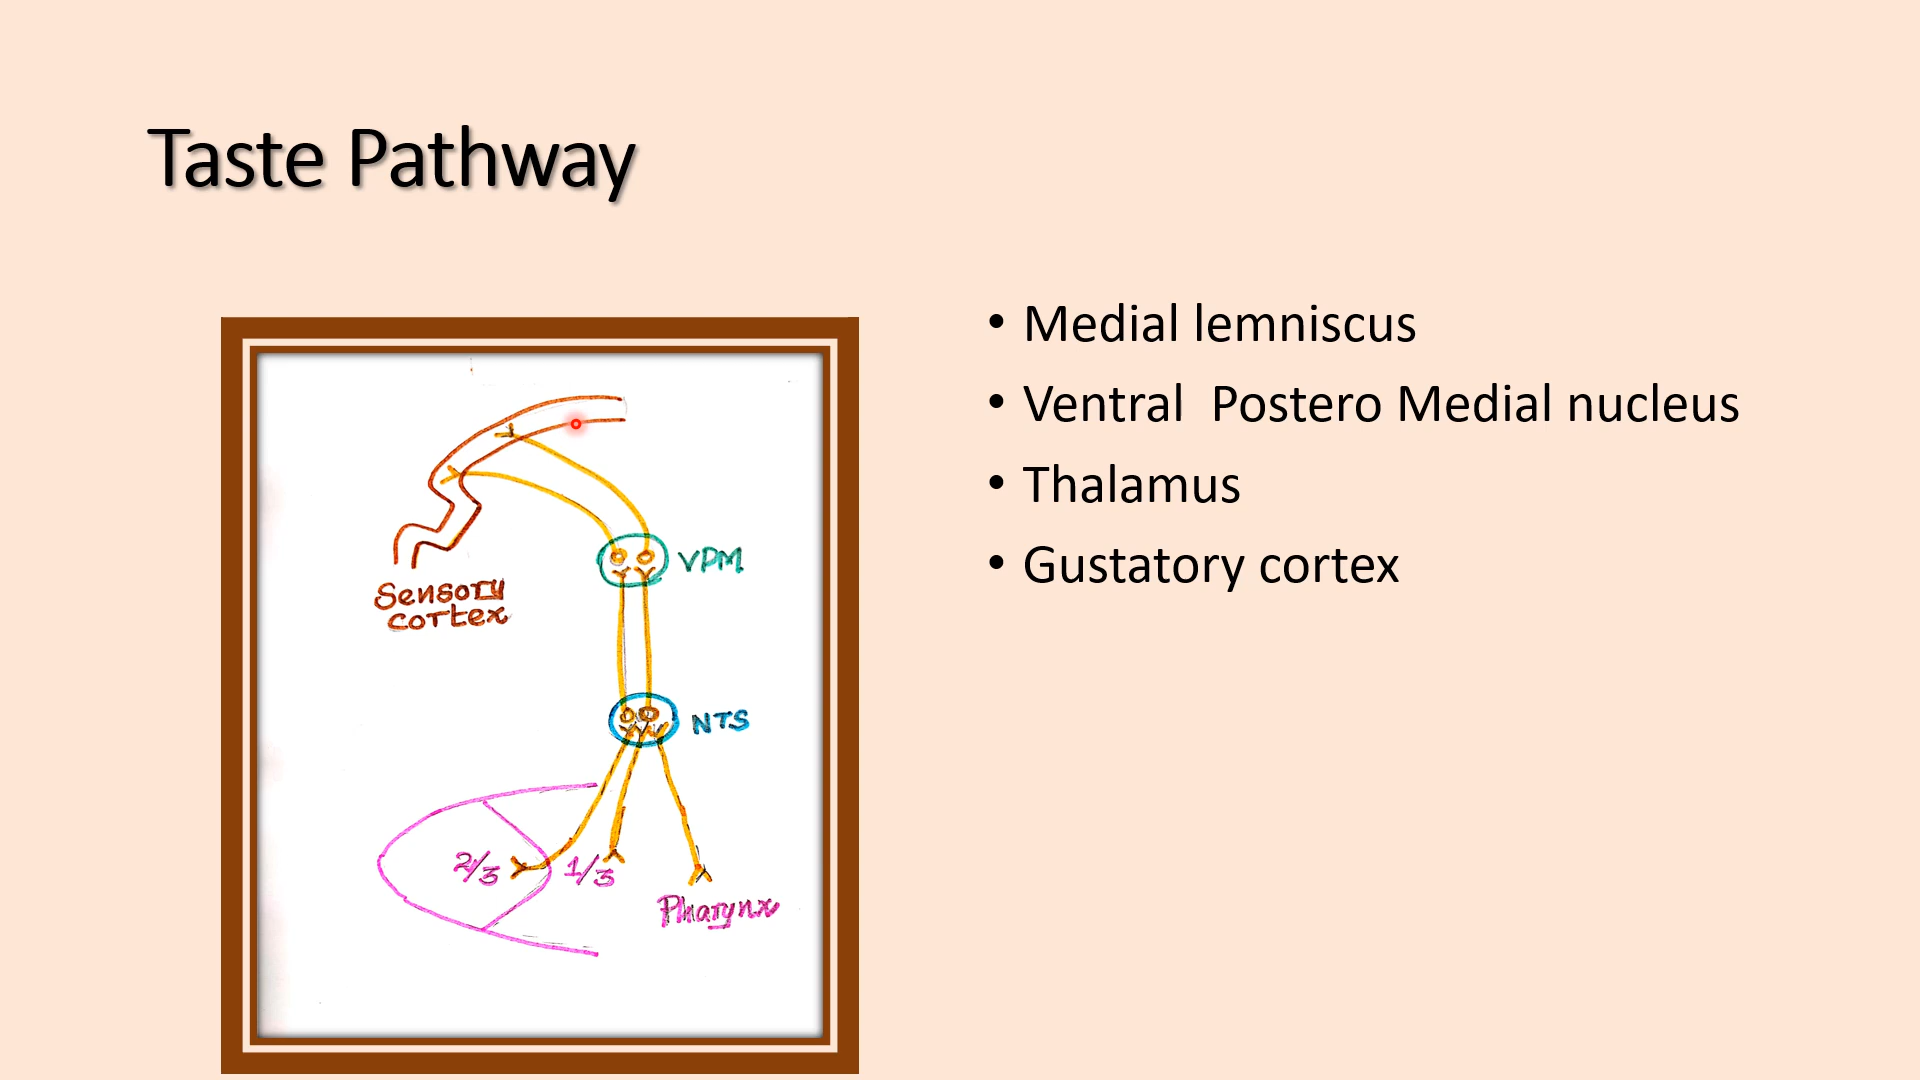 Taste Pathway
• Medial lemniscus
• Ventral  Postero Medial nucleus
• Thalamus
• Gustatory cortex
VPM
Sensory
cortex
NTS
2/3
1/3
Pharynx